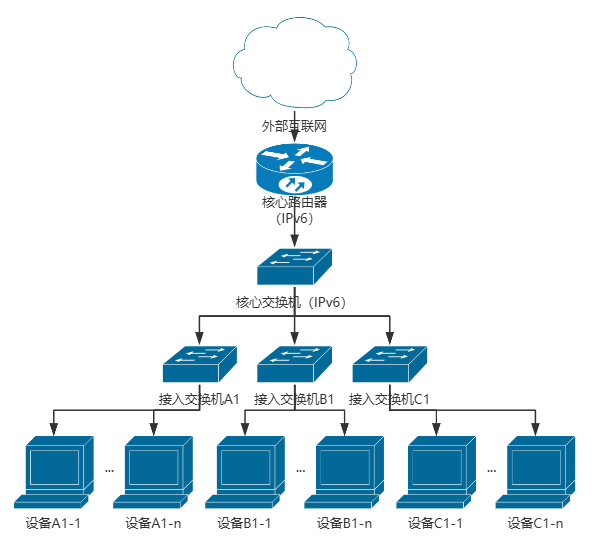 外部互联网
核心路由器
（IPv6）
核心交换机（IPv6）
接入交换机A1
接入交换机B1
接入交换机C1
...
...
...
设备A1-1
设备A1-n
设备B1-1
设备B1-n
设备C1-1
设备C1-n